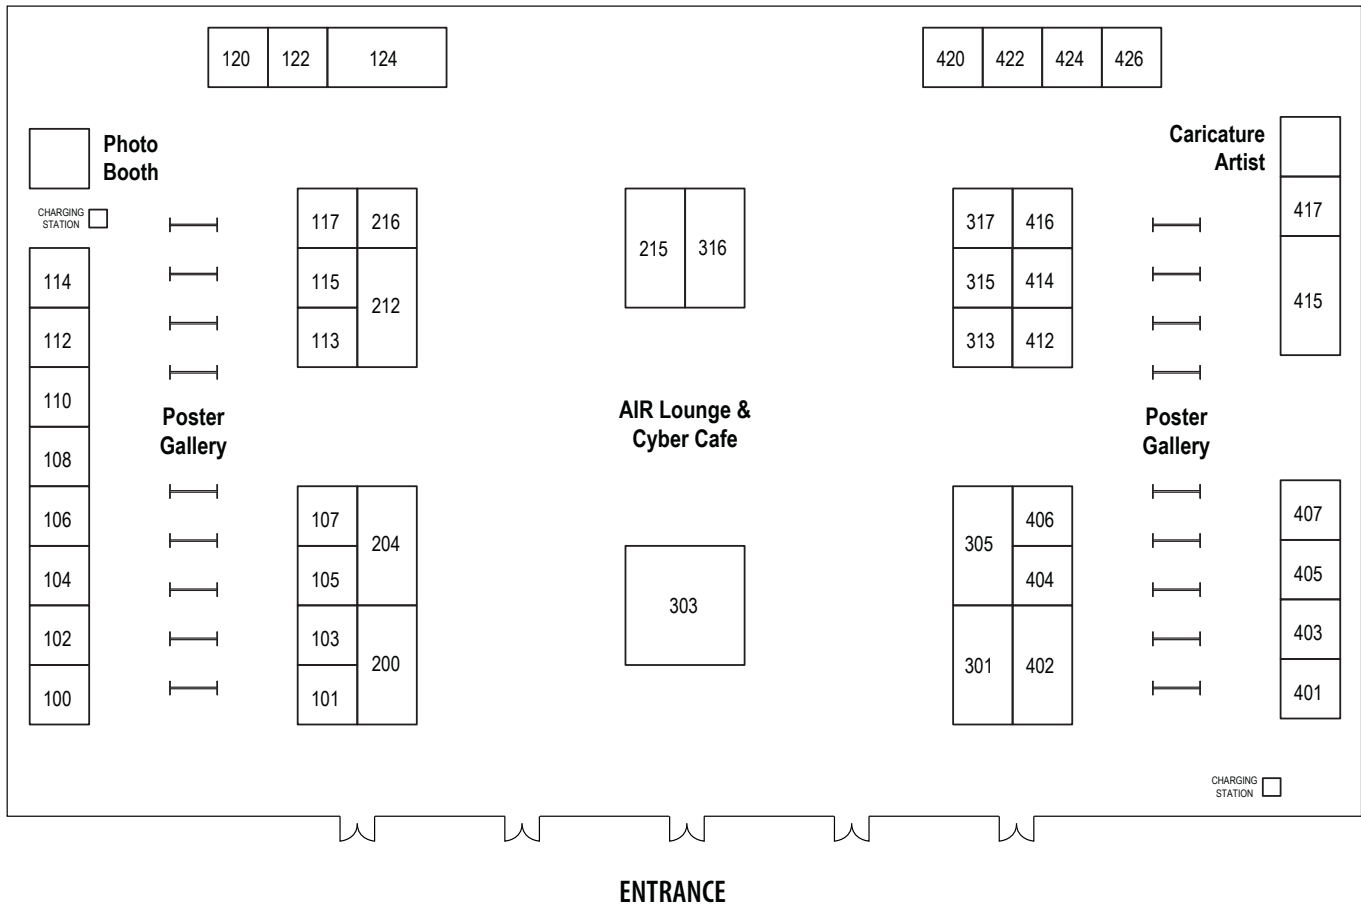 120 122 124
420 422 424 426
Photo
Booth
Caricature
Artist
CHARGING
STATION
117 216
215 316
317 416
417
114
115
212
315 414
415
112
113
313 412
110
Poster
Gallery
AIR Lounge &
Cyber Cafe
Poster
Gallery
108
106
107
204
305
406
407
104
105
404
405
303
102
103
200
301 402
403
100
101
401
CHARGING
STATION
ENTRANCE